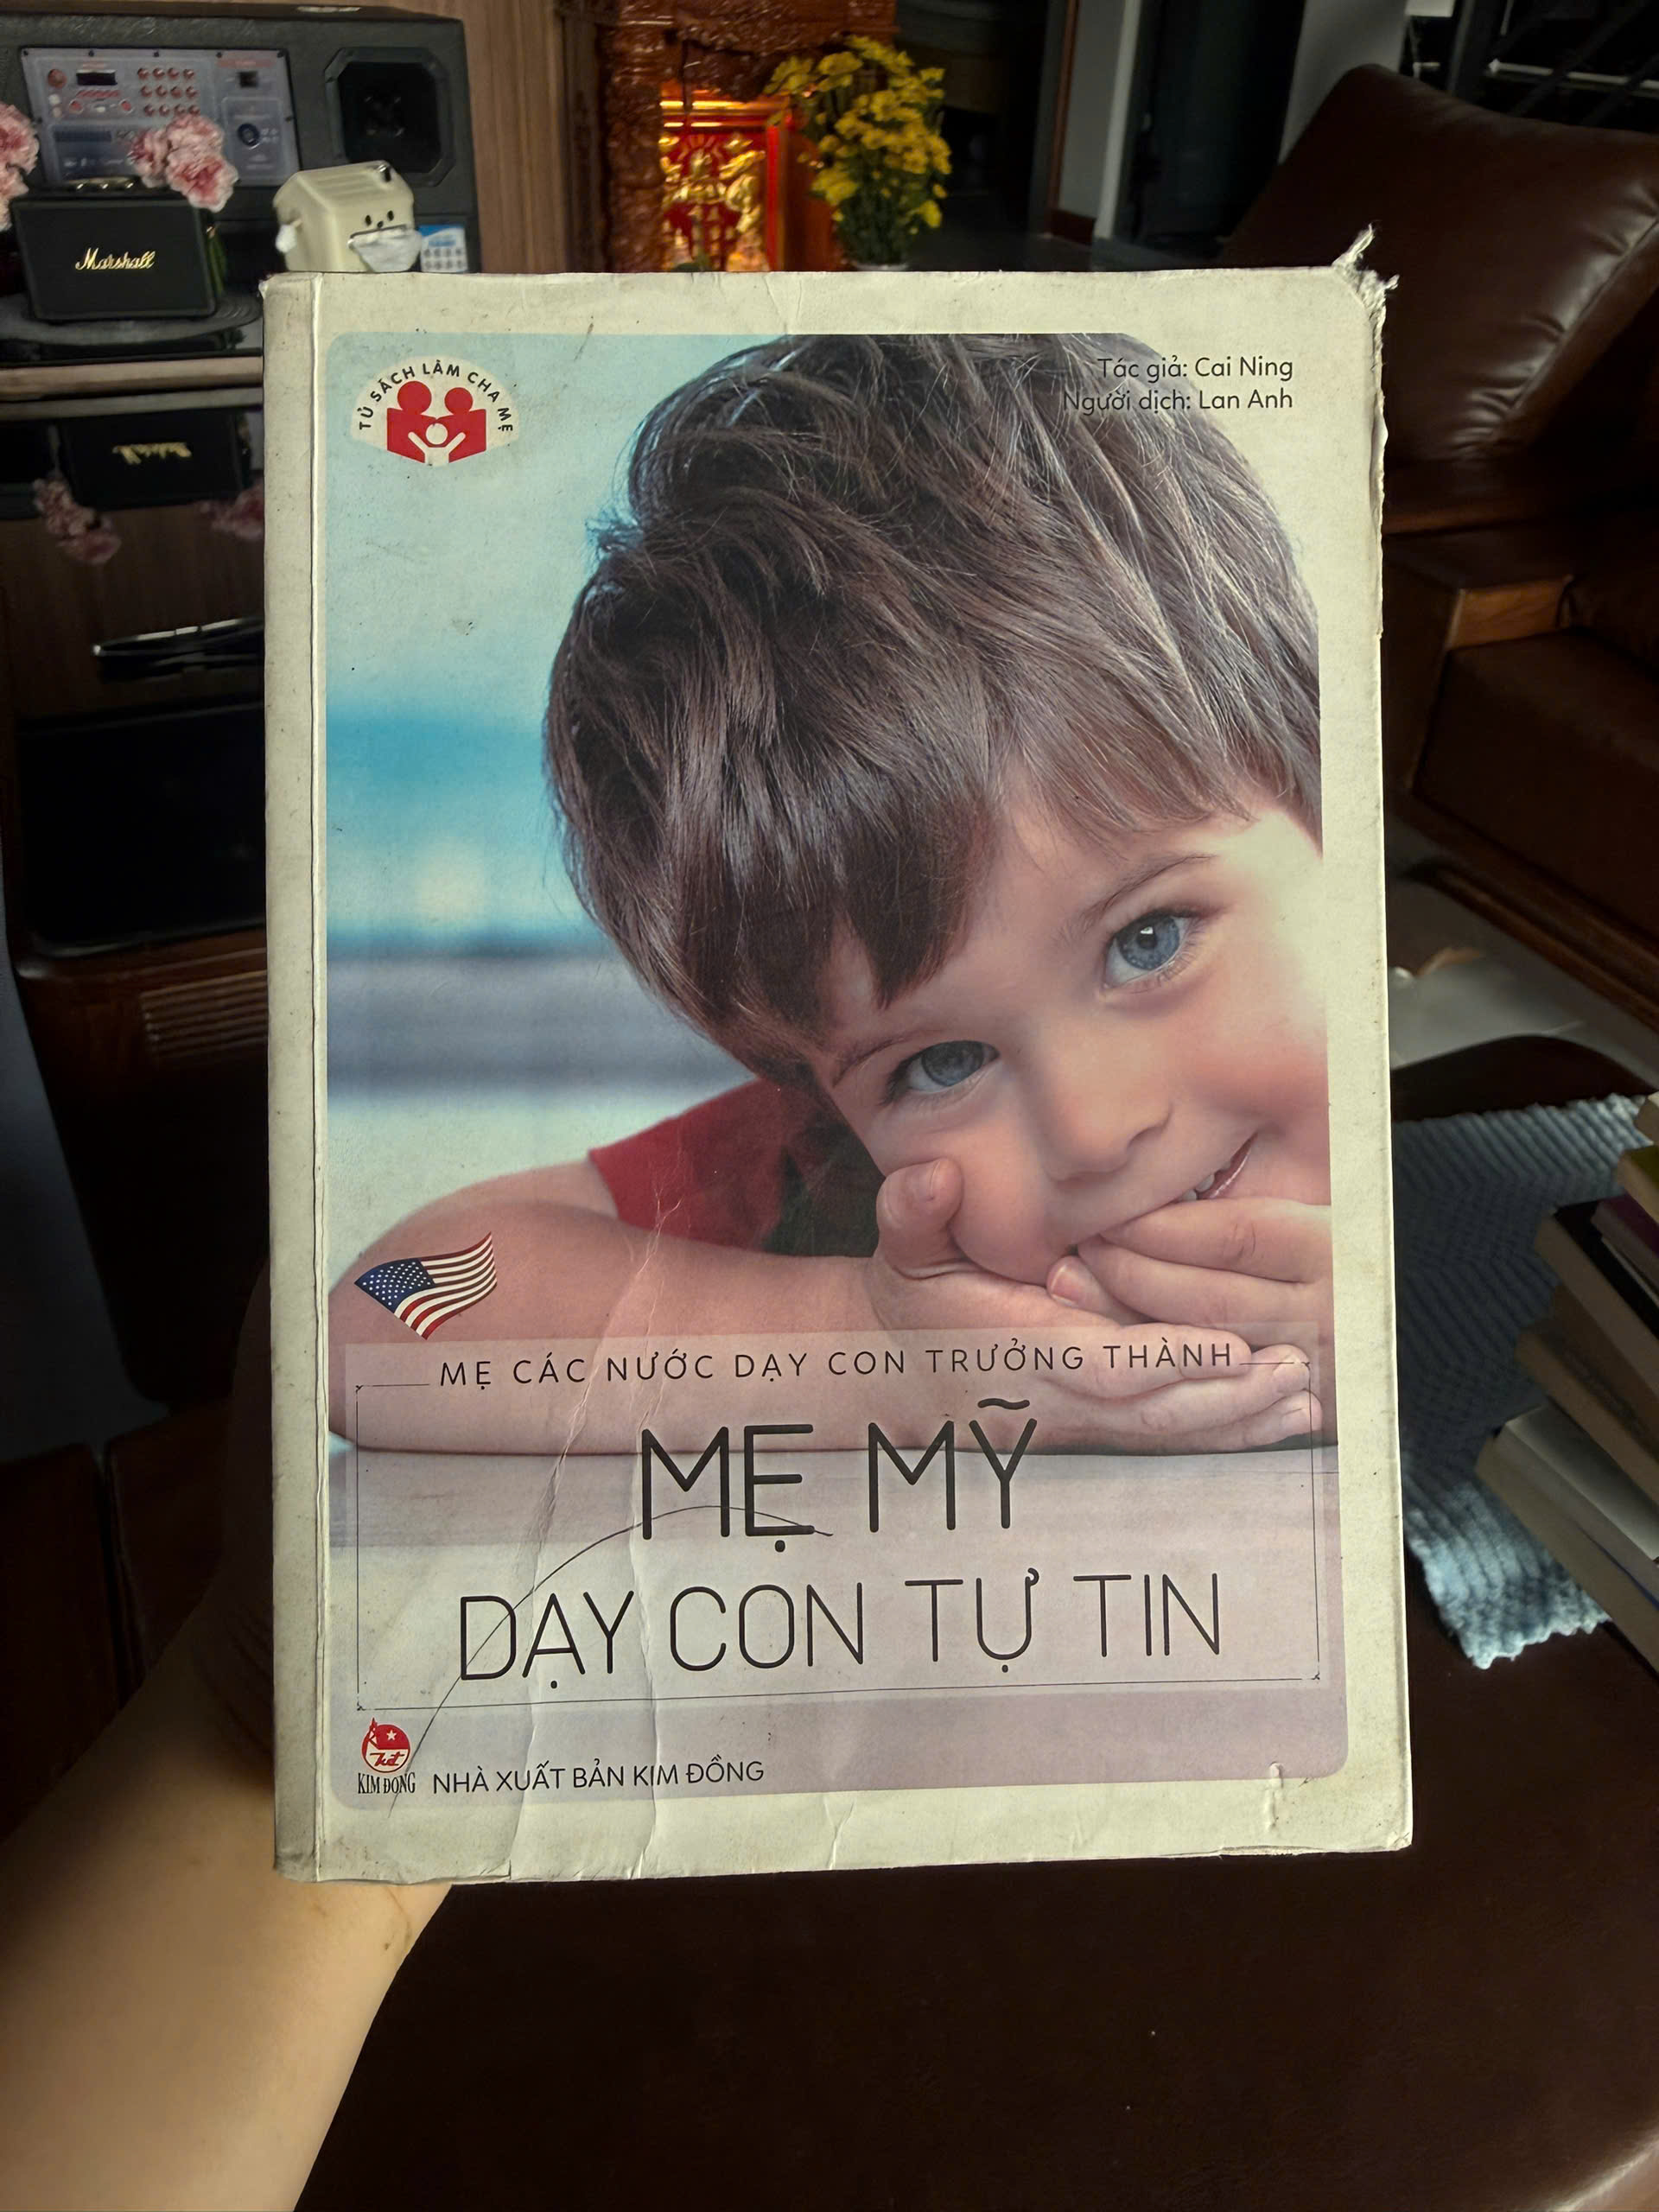 Marshall
TỦ SÁCH LÀM CHA MẸ
Tác giả: Cai Ning
Người dịch: Lan Anh
MẸ CÁC NƯỚC DẠY CON TRƯỞNG THÀNH
MẸ MỸ
DẠY CON TỰ TIN
KIM ĐỒNG
NHÀ XUẤT BẢN KIM ĐỒNG